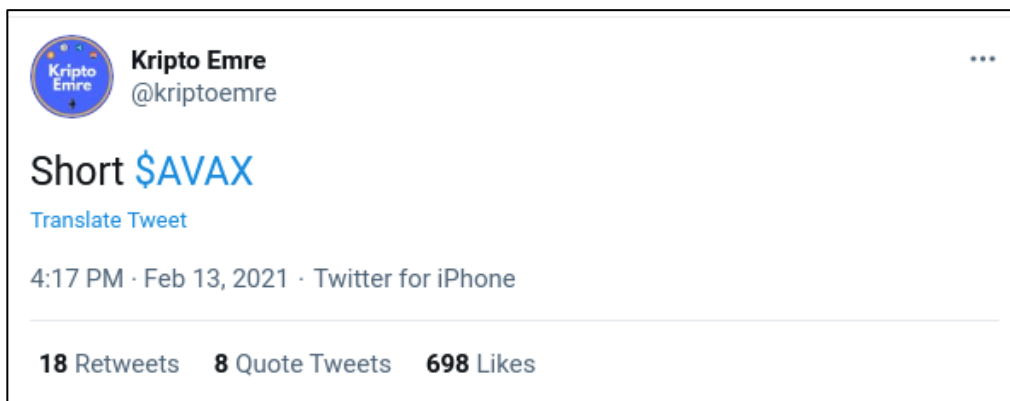 Kripto Emre
Kripto
Emre
@kriptoemre
...
Short $AVAX
Translate Tweet
4:17 PM · Feb 13, 2021 · Twitter for iPhone
18 Retweets 8 Quote Tweets 698 Likes